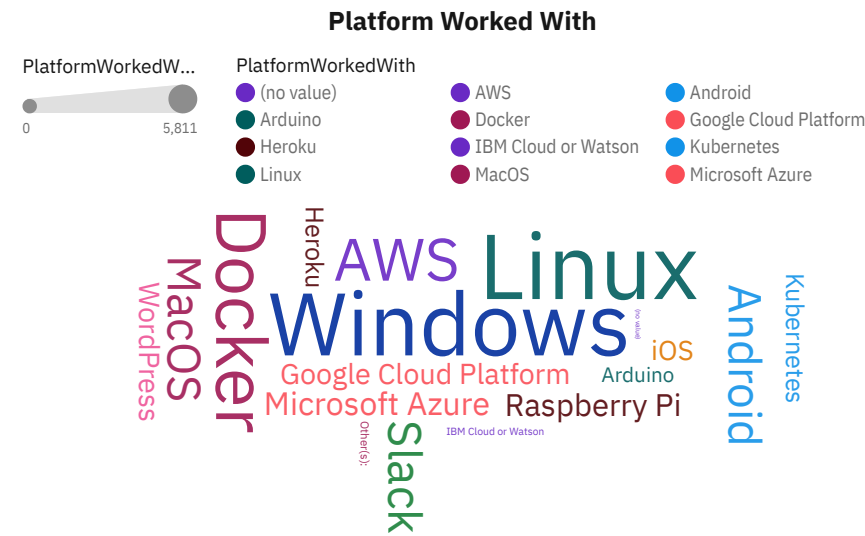 Platform Worked With
PlatformWorkedW...
0
5,811
PlatformWorkedWith
(no value)
AWS
Android
Arduino
Docker
Google Cloud Platform
Heroku
IBM Cloud or Watson
Kubernetes
Linux
MacOS
Microsoft Azure
Heroku
Docker
AWS
Linux
MacOS
WordPress
Windows
(no value)
Android
Kubernetes
iOS
Google Cloud Platform
Arduino
Microsoft Azure
Raspberry Pi
Other(s):
Slack
IBM Cloud or Watson